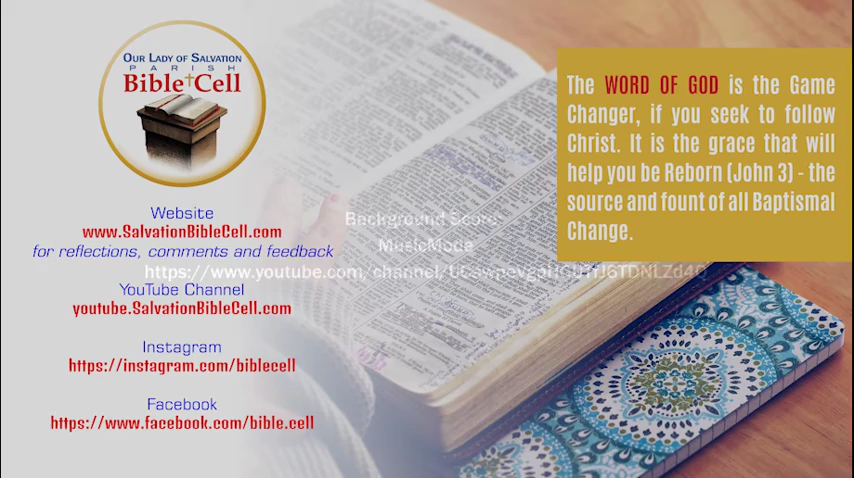 OUR LADY OF SALVATION
PARISH
Bible Cell
Website
www.SalvationBibleCell.com
for reflections, comments and feedback
YouTube Channel
youtube.SalvationBibleCell.com
Instagram
https://instagram.com/biblecell
Facebook
https://www.facebook.com/bible.cell
Background Score:
MusicMode
The WORD OF GOD is the Game
Changer, if you seek to follow
Christ. It is the grace that will
help you be Reborn (John 3) - the
source and fount of all Baptismal
Change.